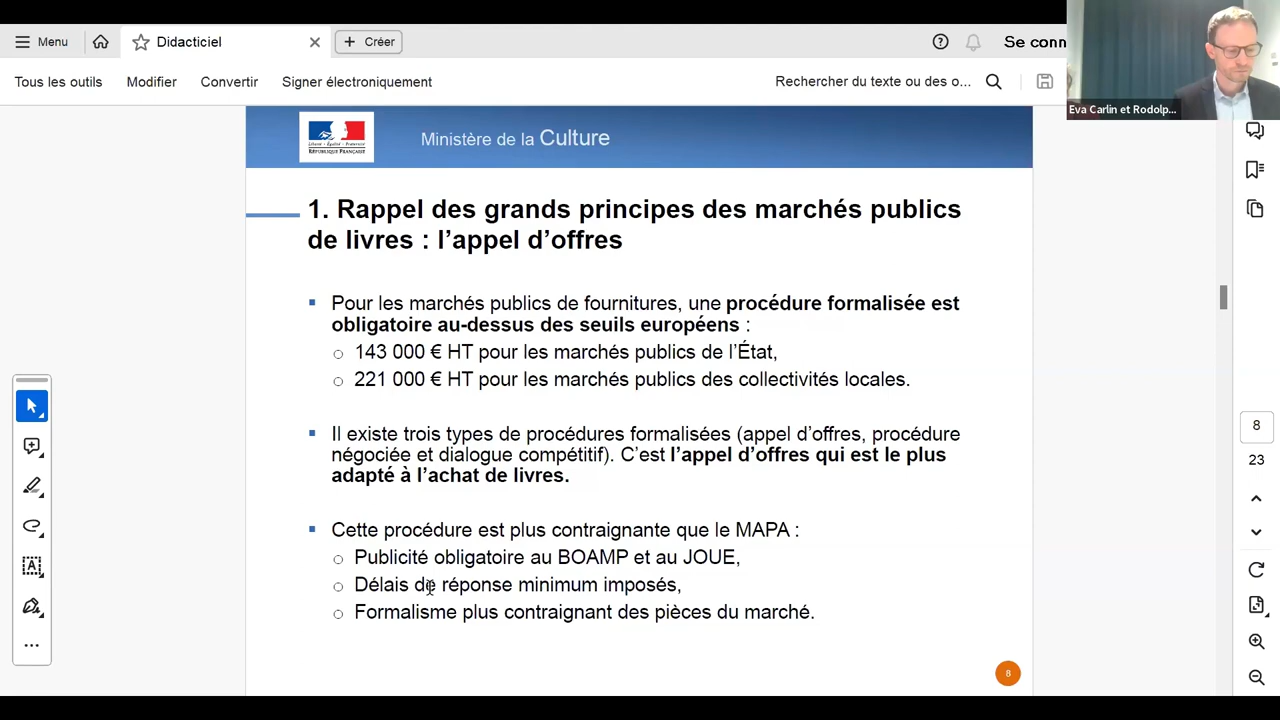 Menu
Didacticiel
Créer
Se conn
Tous les outils
Modifier
Convertir
Signer électroniquement
Rechercher du texte ou des o...
Eva Carlin et Rodolp...
RÉPUBLIQUE FRANÇAISE
Ministère de la Culture
1. Rappel des grands principes des marchés publics
de livres : l’appel d’offres
▪ Pour les marchés publics de fournitures, une procédure formalisée est
obligatoire au-dessus des seuils européens :
○ 143 000 € HT pour les marchés publics de l’État,
○ 221 000 € HT pour les marchés publics des collectivités locales.
▪ Il existe trois types de procédures formalisées (appel d’offres, procédure
négociée et dialogue compétitif). C’est l’appel d’offres qui est le plus
adapté à l’achat de livres.
▪ Cette procédure est plus contraignante que le MAPA :
○ Publicité obligatoire au BOAMP et au JOUE,
○ Délais de réponse minimum imposés,
○ Formalisme plus contraignant des pièces du marché.
8
8
23